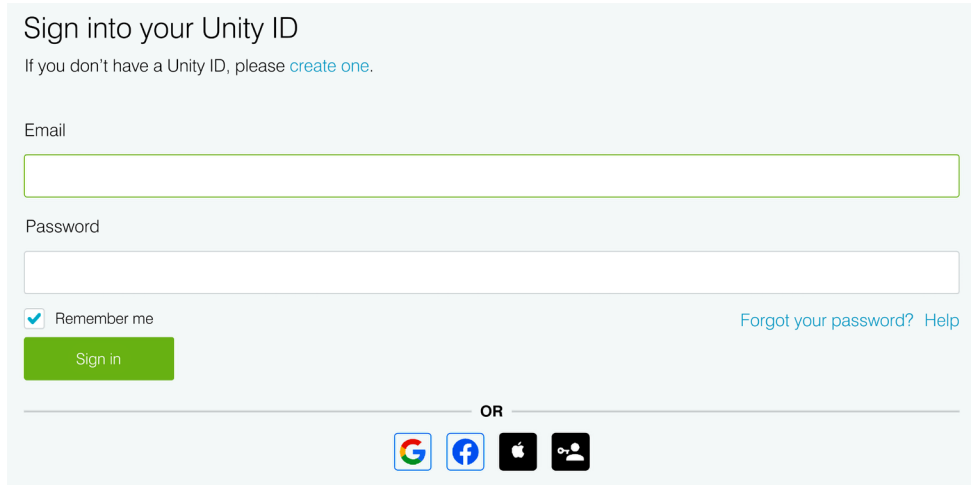 Sign into your Unity ID
If you don't have a Unity ID, please create one.
Email
Password
Remember me
Forgot your password? Help
Sign in
OR